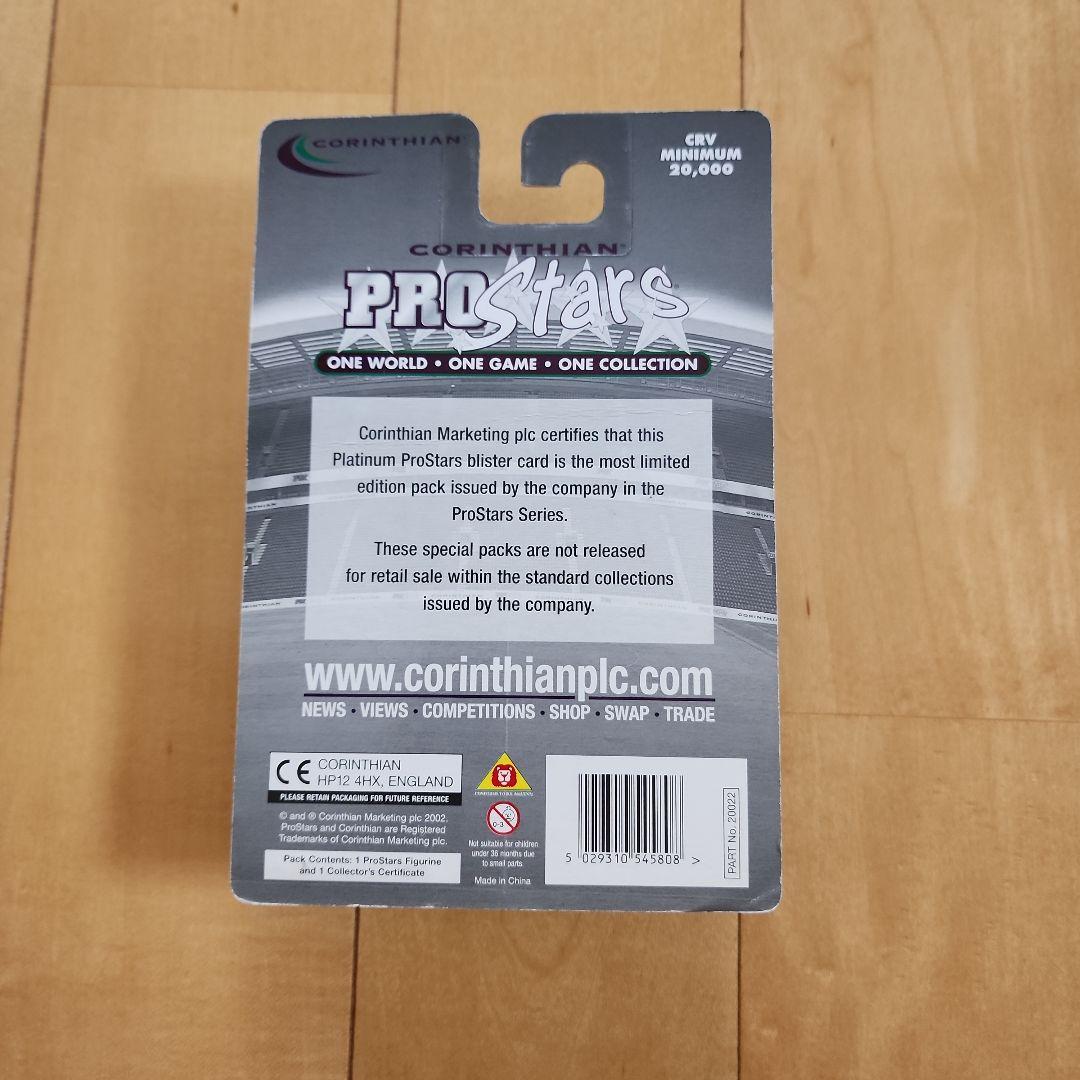 CORINTHIAN
CRV
MINIMUM
20,000
CORINTHIAN®
PROStars®
ONE WORLD • ONE GAME • ONE COLLECTION
Corinthian Marketing plc certifies that this
Platinum ProStars blister card is the most limited
edition pack issued by the company in the
ProStars Series.
These special packs are not released
for retail sale within the standard collections
issued by the company.
www.corinthianplc.com
NEWS • VIEWS • COMPETITIONS • SHOP • SWAP • TRADE
CE CORINTHIAN
HP12 4HX, ENGLAND
PLEASE RETAIN PACKAGING FOR FUTURE REFERENCE
© and ® Corinthian Marketing plc 2002.
ProStars and Corinthian are Registered
Trademarks of Corinthian Marketing plc.
Pack Contents: 1 ProStars Figurine
and 1 Collector's Certificate
0-3
Not suitable for children
under 36 months due
to small parts
Made in China
5 029310 545808 >
PART No. 20022